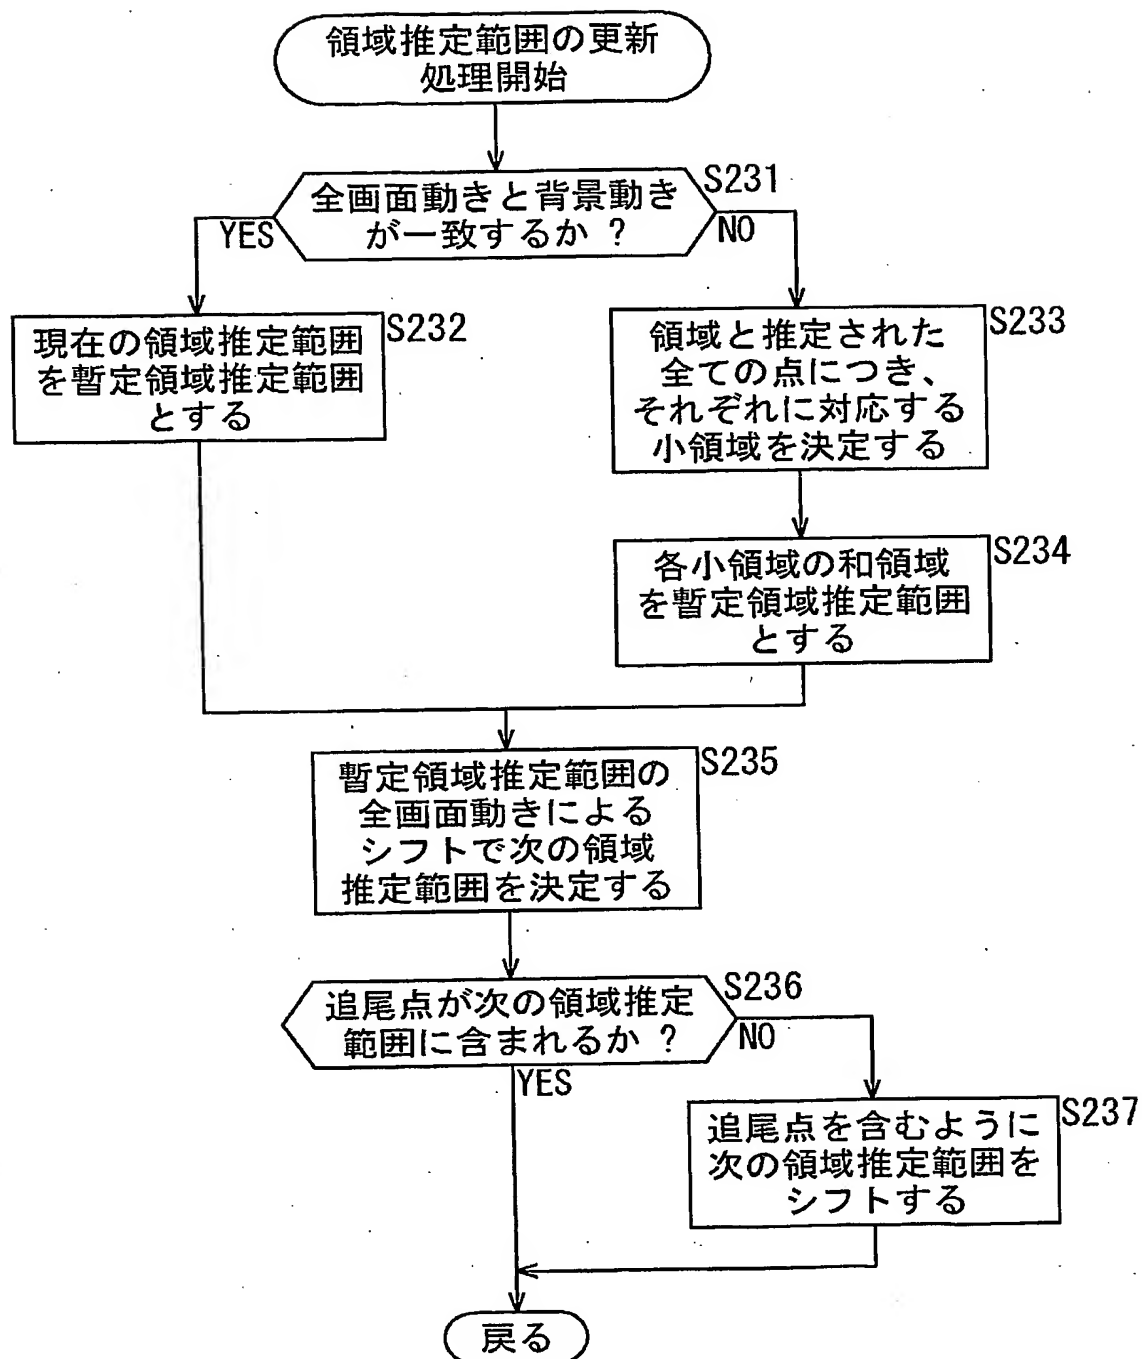 領域推定範囲の更新
処理開始
全画面動きと背景動き
が一致するか ?
S231
YES
NO
現在の領域推定範囲
を暫定領域推定範囲
とする
S232
領域と推定された
全ての点につき、
それぞれに対応する
小領域を決定する
S233
各小領域の和領域
を暫定領域推定範囲
とする
S234
暫定領域推定範囲の
全画面動きによる
シフトで次の領域
推定範囲を決定する
S235
追尾点が次の領域推定
範囲に含まれるか ?
S236
NO
YES
追尾点を含むように
次の領域推定範囲を
シフトする
S237
戻る